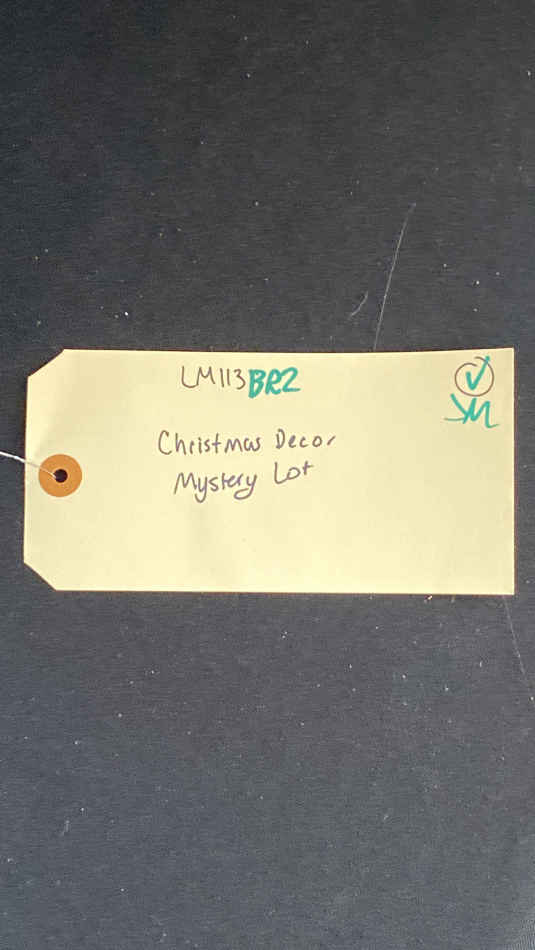 LM113BR2
Christmas Decor
Mystery Lot